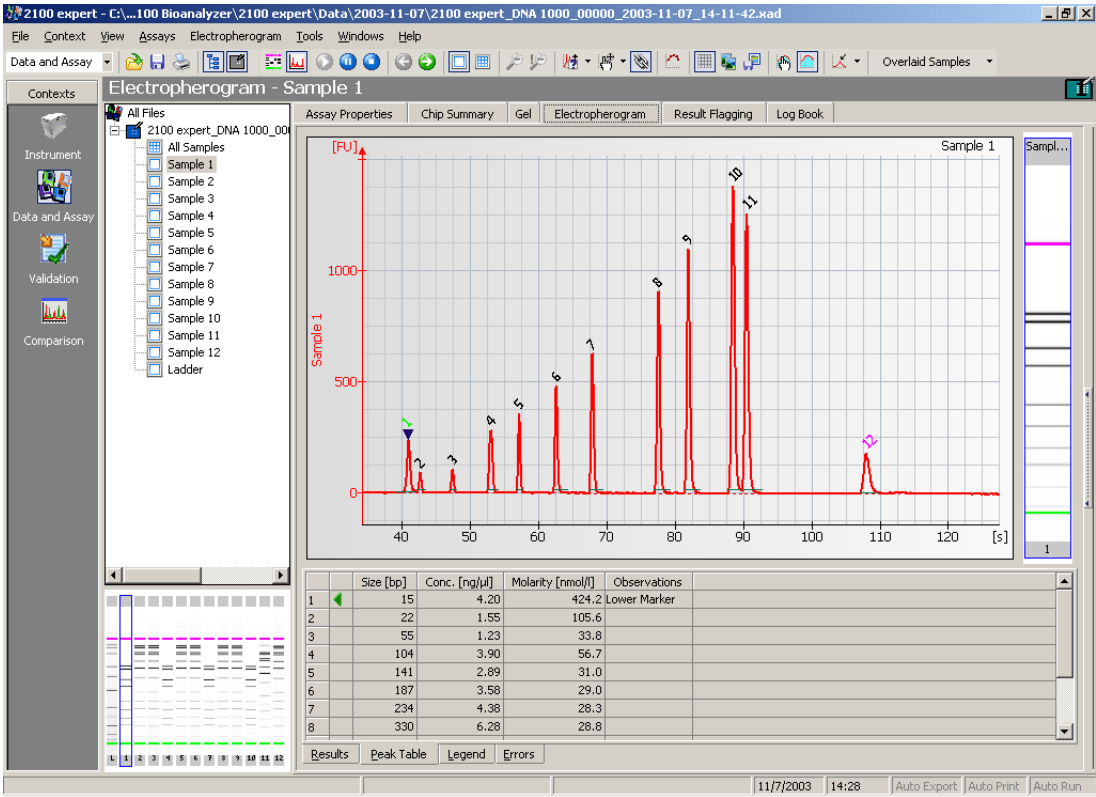 2100 expert - C:\...100 Bioanalyzer\2100 expert\Data\2003-11-07\2100 expert_DNA 1000_00000_2003-11-07_14-11-42.xad
File Context View Assays Electropherogram Tools Windows Help
Data and Assay
Overlaid Samples
Contexts
Instrument
Data and Assay
Validation
Comparison
Electropherogram - Sample 1
All Files
2100 expert_DNA 1000_00
All Samples
Sample 1
Sample 2
Sample 3
Sample 4
Sample 5
Sample 6
Sample 7
Sample 8
Sample 9
Sample 10
Sample 11
Sample 12
Ladder
Assay Properties Chip Summary Gel Electropherogram Result Flagging Log Book
[FU]
Sample 1
Sampl...
1000
500
0
Sample 1
1 2 3 4 5 6 7 8 9 10 11 12
40 50 60 70 80 90 100 110 120 [s]
1
L 1 2 3 4 5 6 7 8 9 10 11 12
Size [bp] Conc. [ng/µl] Molarity [nmol/l] Observations
1 15 4.20 424.2 Lower Marker
2 22 1.55 105.6
3 55 1.23 33.8
4 104 3.90 56.7
5 141 2.89 31.0
6 187 3.58 29.0
7 234 4.38 28.3
8 330 6.28 28.8
Results Peak Table Legend Errors
11/7/2003 14:28 Auto Export Auto Print Auto Run